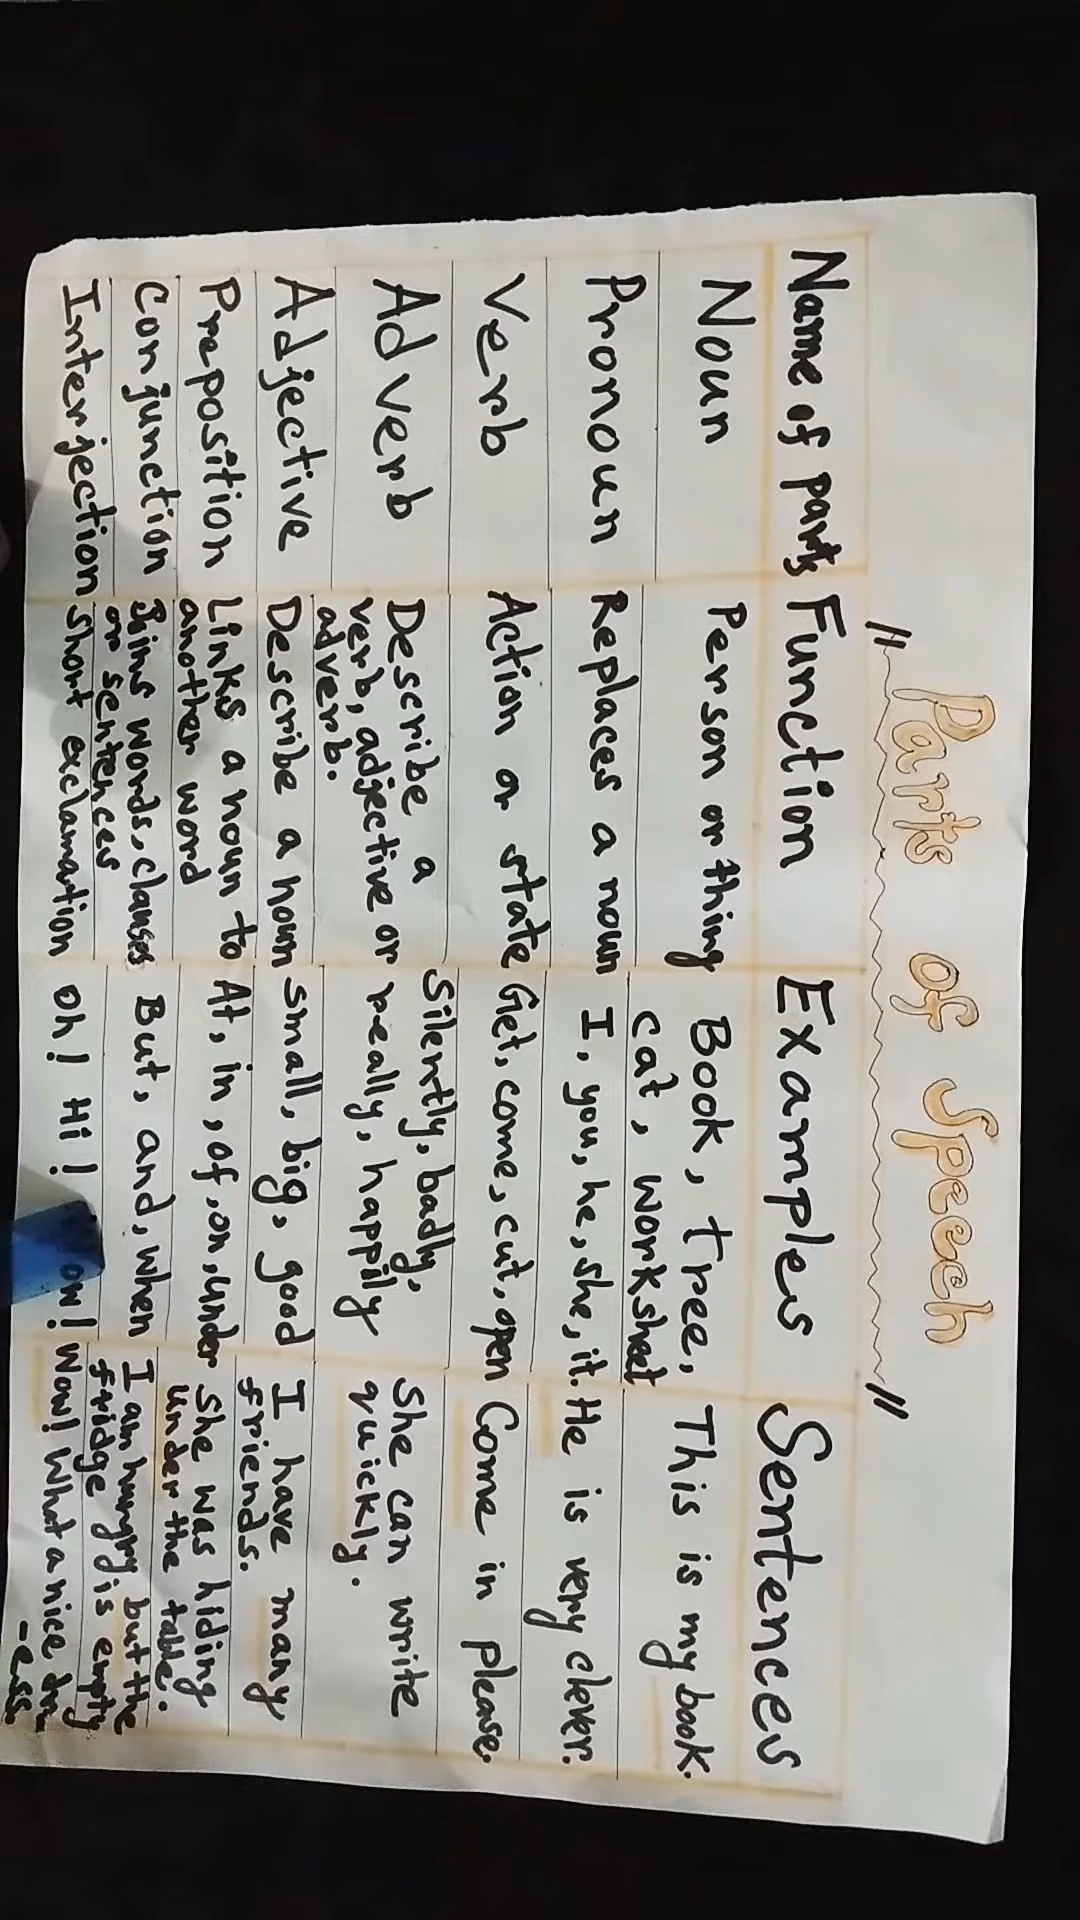 "Parts of Speech"
Name of parts Function Examples Sentences
Noun Person or thing Book, tree, This is my book.
cat, worksheet
Pronoun Replaces a noun I, you, he, she, it. He is very clever.
Verb Action or state Get, come, cut, open Come in please.
Adverb Describe a Silently, badly, She can write
verb, adjective or really, happily quickly.
adverb.
Adjective Describe a noun small, big, good I have many
friends.
Preposition Links a noun to At, in, of, on, under She was hiding
another word under the table.
Conjunction Joins words, clauses But, and, when I am hungry but the
or sentences fridge is empty
Interjection Short exclamation oh! Hi! ow! Wow! What a nice dr-
-ess